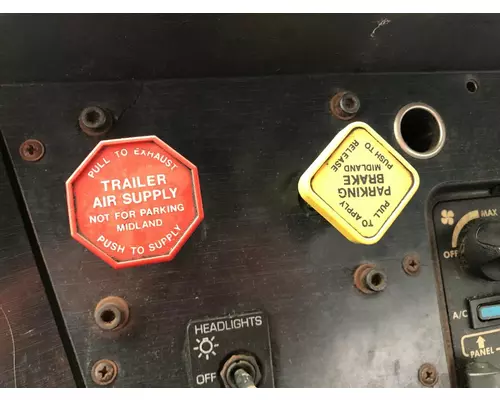 PULL TO EXHAUST
TRAILER
AIR SUPPLY
NOT FOR PARKING
MIDLAND
PUSH TO SUPPLY
PULL TO APPLY
PARKING
BRAKE
MIDLAND
PUSH TO
RELEASE
HEADLIGHTS
OFF
MAX
OFF
A/C
PANEL